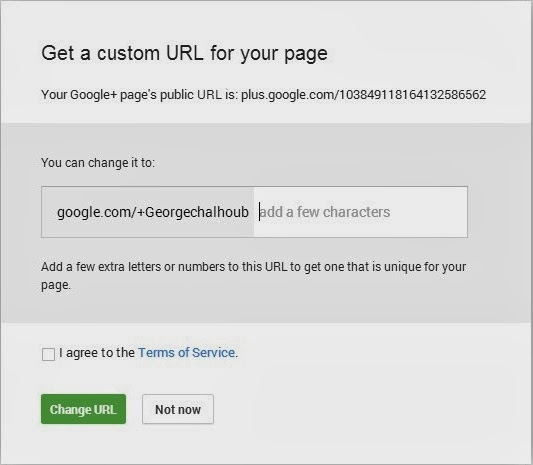 Get a custom URL for your page
Your Google+ page's public URL is: plus.google.com/103849118164132586562
You can change it to:
google.com/+Georgechalhoub add a few characters
Add a few extra letters or numbers to this URL to get one that is unique for your
page.
I agree to the Terms of Service.
Change URL Not now